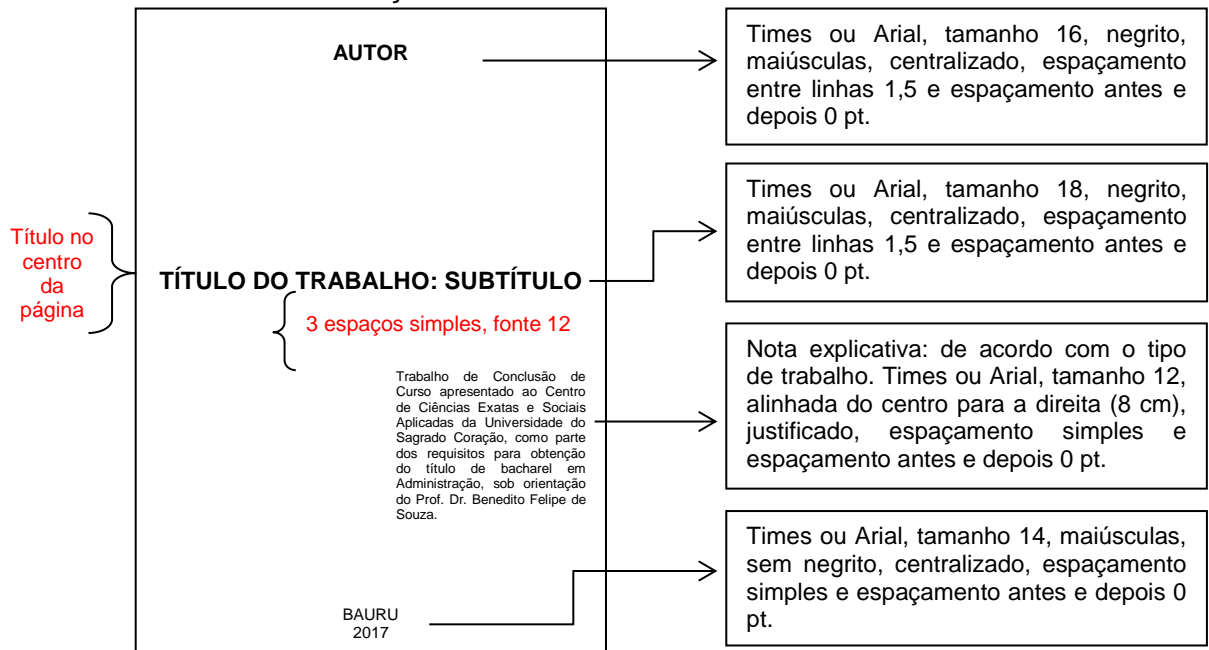 AUTOR
Times ou Arial, tamanho 16, negrito,
maiúsculas, centralizado, espaçamento
entre linhas 1,5 e espaçamento antes e
depois 0 pt.
Times ou Arial, tamanho 18, negrito,
maiúsculas, centralizado, espaçamento
entre linhas 1,5 e espaçamento antes e
depois 0 pt.
Título no
centro
da
página
TÍTULO DO TRABALHO: SUBTÍTULO
3 espaços simples, fonte 12
Trabalho de Conclusão de
Curso apresentado ao Centro
de Ciências Exatas e Sociais
Aplicadas da Universidade do
Sagrado Coração, como parte
dos requisitos para obtenção
do título de bacharel em
Administração, sob orientação
do Prof. Dr. Benedito Felipe de
Souza.
Nota explicativa: de acordo com o tipo
de trabalho. Times ou Arial, tamanho 12,
alinhada do centro para a direita (8 cm),
justificado, espaçamento simples e
espaçamento antes e depois 0 pt.
BAURU
2017
Times ou Arial, tamanho 14, maiúsculas,
sem negrito, centralizado, espaçamento
simples e espaçamento antes e depois 0
pt.